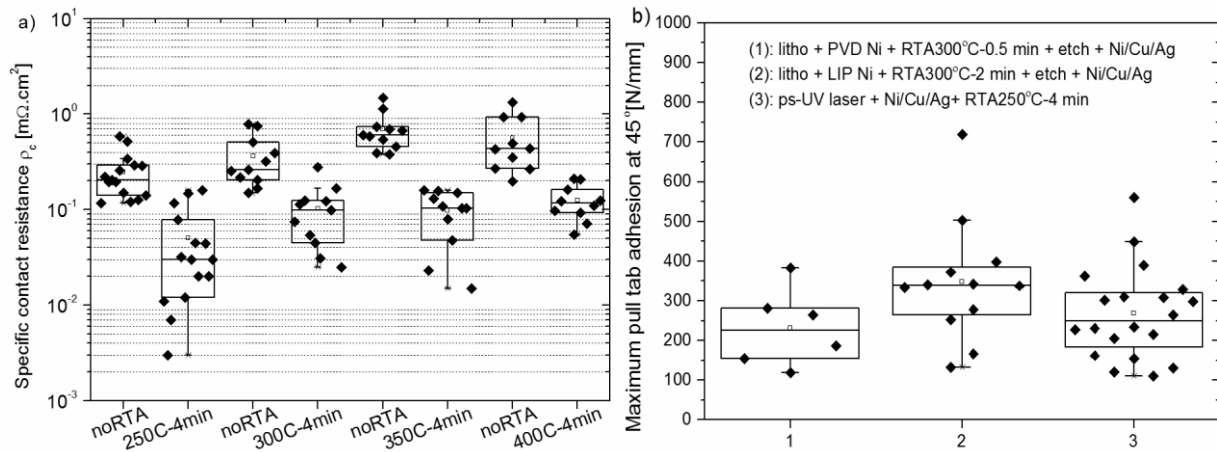 a)
Specific contact resistance ρc [mΩ.cm²]
10¹
10⁰
10⁻¹
10⁻²
10⁻³
noRTA
250C-4min
noRTA
300C-4min
noRTA
350C-4min
noRTA
400C-4min
b)
Maximum pull tab adhesion at 45°[N/mm]
1000
900
800
700
600
500
400
300
200
100
0
(1): litho + PVD Ni + RTA300°C-0.5 min + etch + Ni/Cu/Ag
(2): litho + LIP Ni + RTA300°C-2 min + etch + Ni/Cu/Ag
(3): ps-UV laser + Ni/Cu/Ag+ RTA250°C-4 min
1
2
3